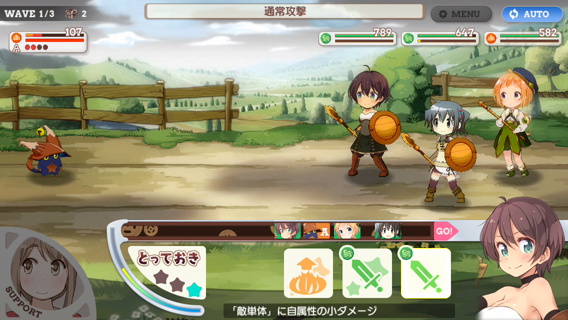 WAVE 1/3 2
通常攻撃
MENU
AUTO
107
A
789
647
582
A
GO!
とっておき
SUPPORT
「敵単体」に自属性の小ダメージ